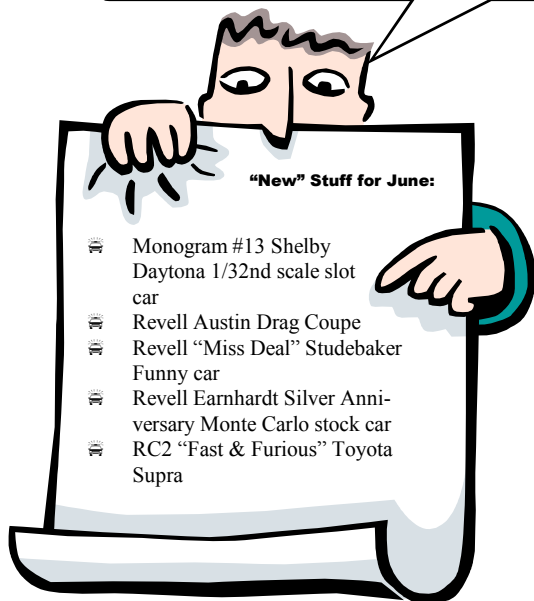 “New” Stuff for June:
Monogram #13 Shelby
Daytona 1/32nd scale slot
car
Revell Austin Drag Coupe
Revell “Miss Deal” Studebaker
Funny car
Revell Earnhardt Silver Anni-
versary Monte Carlo stock car
RC2 “Fast & Furious” Toyota
Supra